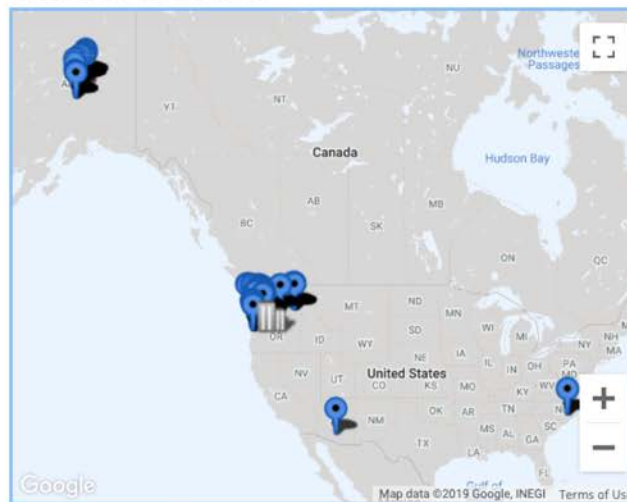 Northwestern
Passages
NU
YT
NT
Canada
Hudson Bay
AB
MB
BC
SK
ON
QC
MT
ND
MN
OR
ID
SD
WI
MI
WY
NY
NH
MA
NE
IA
PA
MD
NV
UT
IL
IN
OH
United States
CO
KS
MO
WV
KY
CA
OK
AR
TN
NM
MS
AL
SC
TX
GA
LA
FL
Gulf of
Google
Map data ©2019 Google, INEGI
Terms of Us